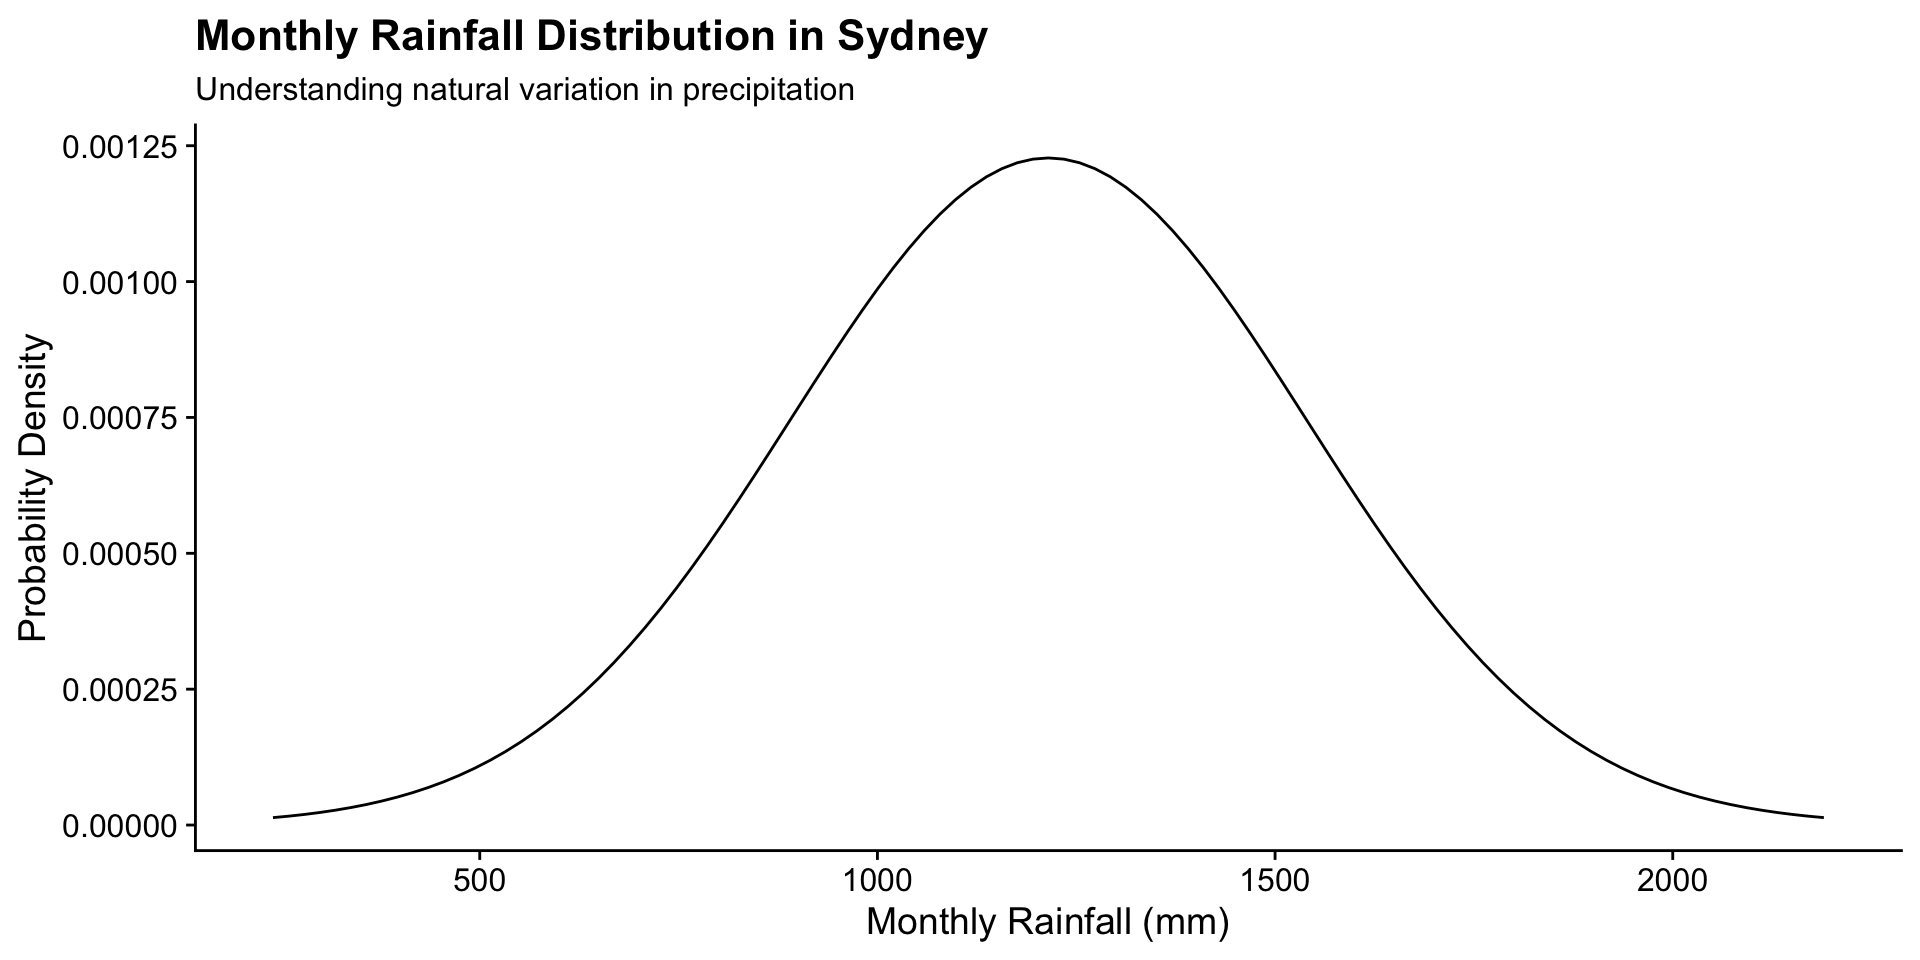 Monthly Rainfall Distribution in Sydney
Understanding natural variation in precipitation
Probability Density
0.00125
0.00100
0.00075
0.00050
0.00025
0.00000
500 1000 1500 2000
Monthly Rainfall (mm)